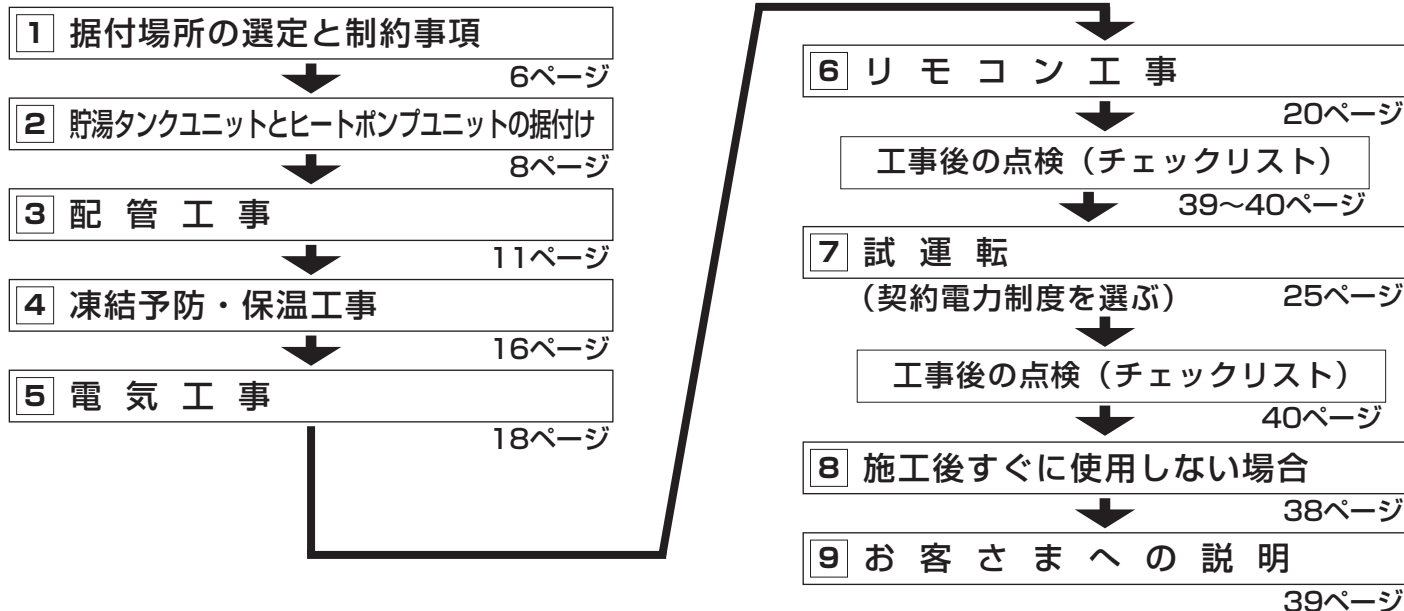 1 据付場所の選定と制約事項
6ページ
2 貯湯タンクユニットとヒートポンプユニットの据付け
8ページ
3 配管工事
11ページ
4 凍結予防・保温工事
16ページ
5 電気工事
18ページ
6 リモコン工事
20ページ
工事後の点検（チェックリスト）
39〜40ページ
7 試運転
（契約電力制度を選ぶ） 25ページ
工事後の点検（チェックリスト）
40ページ
8 施工後すぐに使用しない場合
38ページ
9 お客さまへの説明
39ページ